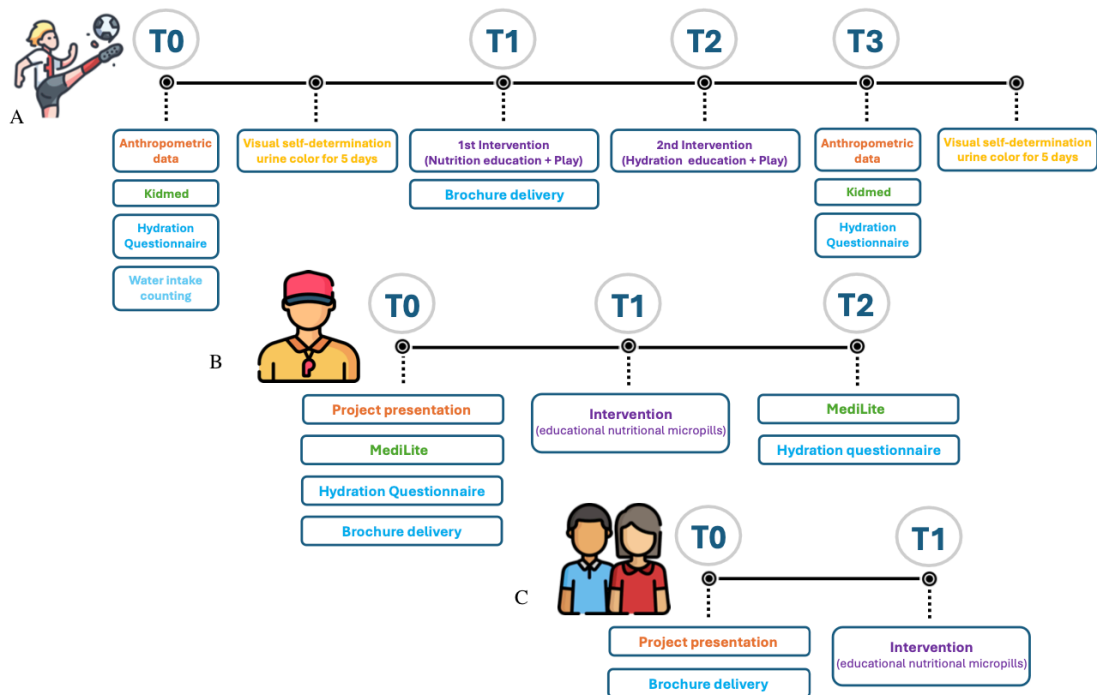 T0
T1
T2
T3
A
Anthropometric
data
Kidmed
Hydration
Questionnaire
Water intake
counting
Visual self-determination
urine color for 5 days
1st Intervention
(Nutrition education + Play)
Brochure delivery
2nd Intervention
(Hydration education + Play)
Anthropometric
data
Kidmed
Hydration
Questionnaire
Visual self-determination
urine color for 5 days
B
T0
T1
T2
Project presentation
MediLite
Hydration Questionnaire
Brochure delivery
Intervention
(educational nutritional micropills)
MediLite
Hydration questionnaire
C
T0
T1
Project presentation
Brochure delivery
Intervention
(educational nutritional micropills)